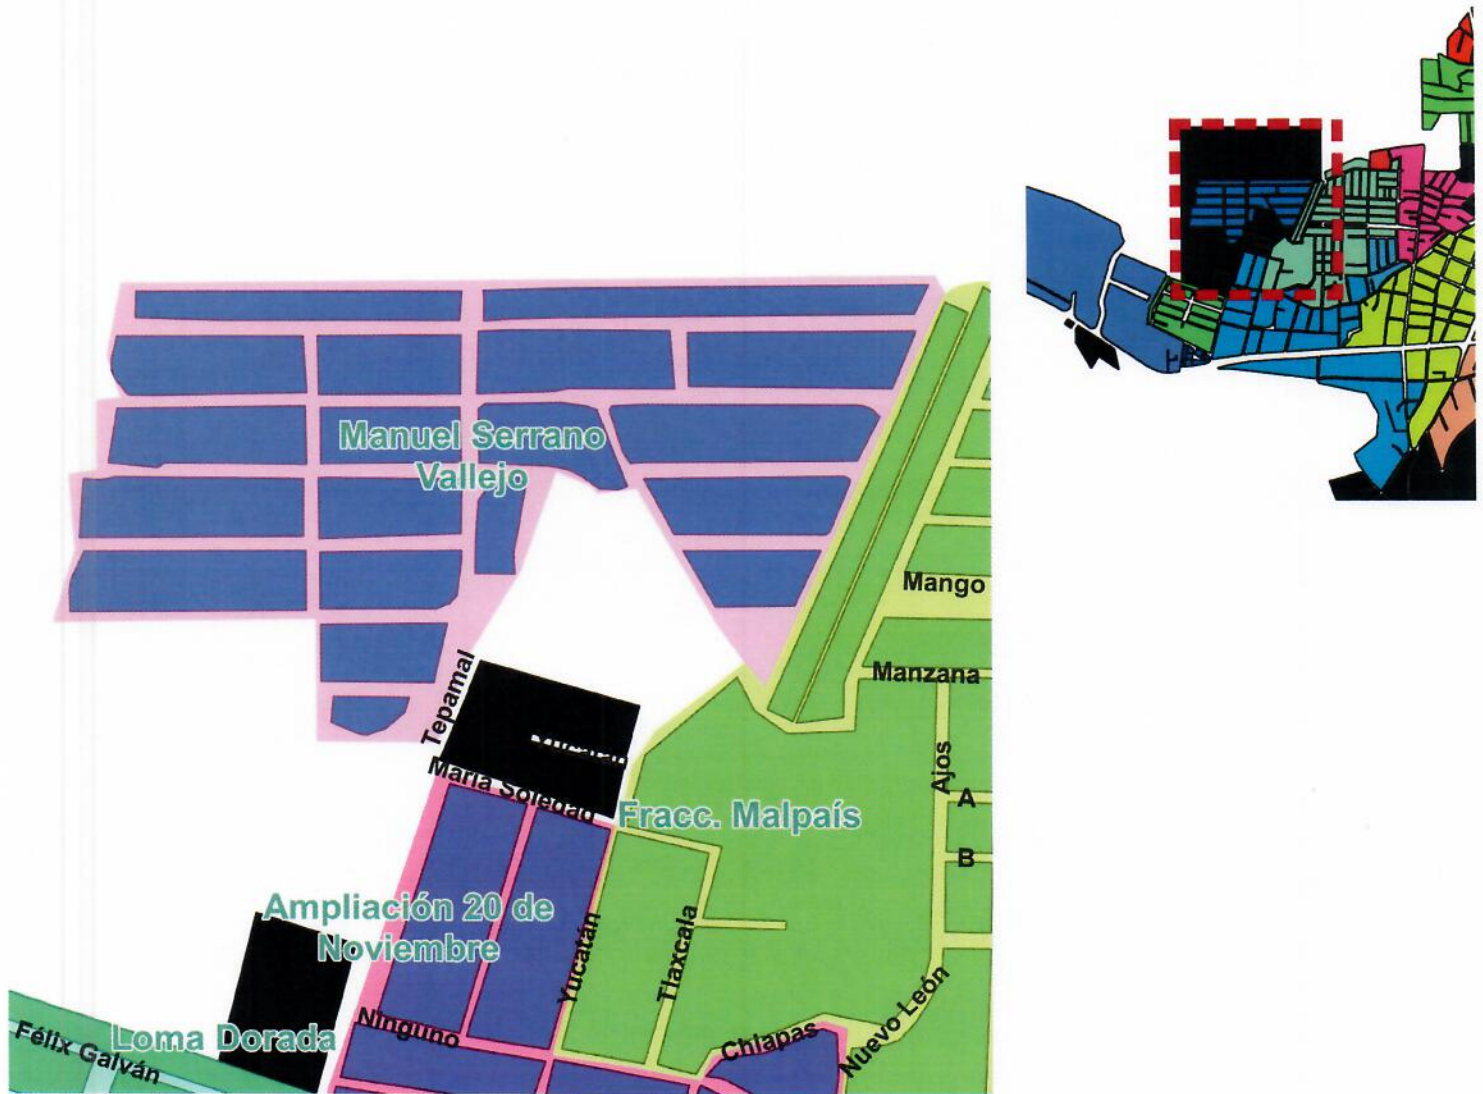 Manuel Serrano
Vallejo
Mango
Manzana
Tepamal
Yucatán
María Soledad
Ajos
Fracc. Malpaís
A
B
Ampliación 20 de
Noviembre
Yucatán
Tlaxcala
Nuevo León
Ninguno
Chiapas
Loma Dorada
Félix Galván